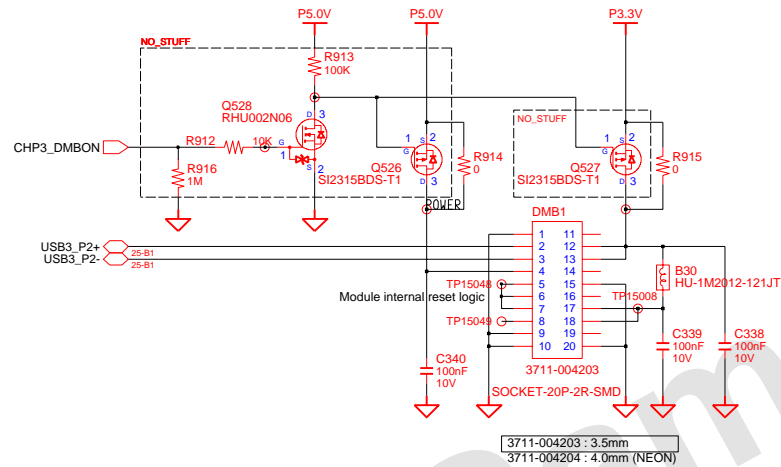 P5.0V P5.0V P3.3V
NO_STUFF
R913
100K
Q528
RHU002N06
D 3
CHP3_DMBON
R912
10K
G
1
S
2
R916
1M
1 S 2
G
Q526
D 3
SI2315BDS-T1
R914
0
NO_STUFF
1 S 2
G
Q527
D 3
SI2315BDS-T1
R915
0
POWER
DMB1
USB3_P2+
25-B1
USB3_P2-
25-B1
1 11
2 12
3 13
4 14
5 15
6 16
7 17
8 18
9 19
10 20
TP15048
Module internal reset logic
TP15049
B30
HU-1M2012-121JT
TP15008
C340
100nF
10V
3711-004203
SOCKET-20P-2R-SMD
C339
100nF
10V
C338
100nF
10V
3711-004203 : 3.5mm
3711-004204 : 4.0mm (NEON)